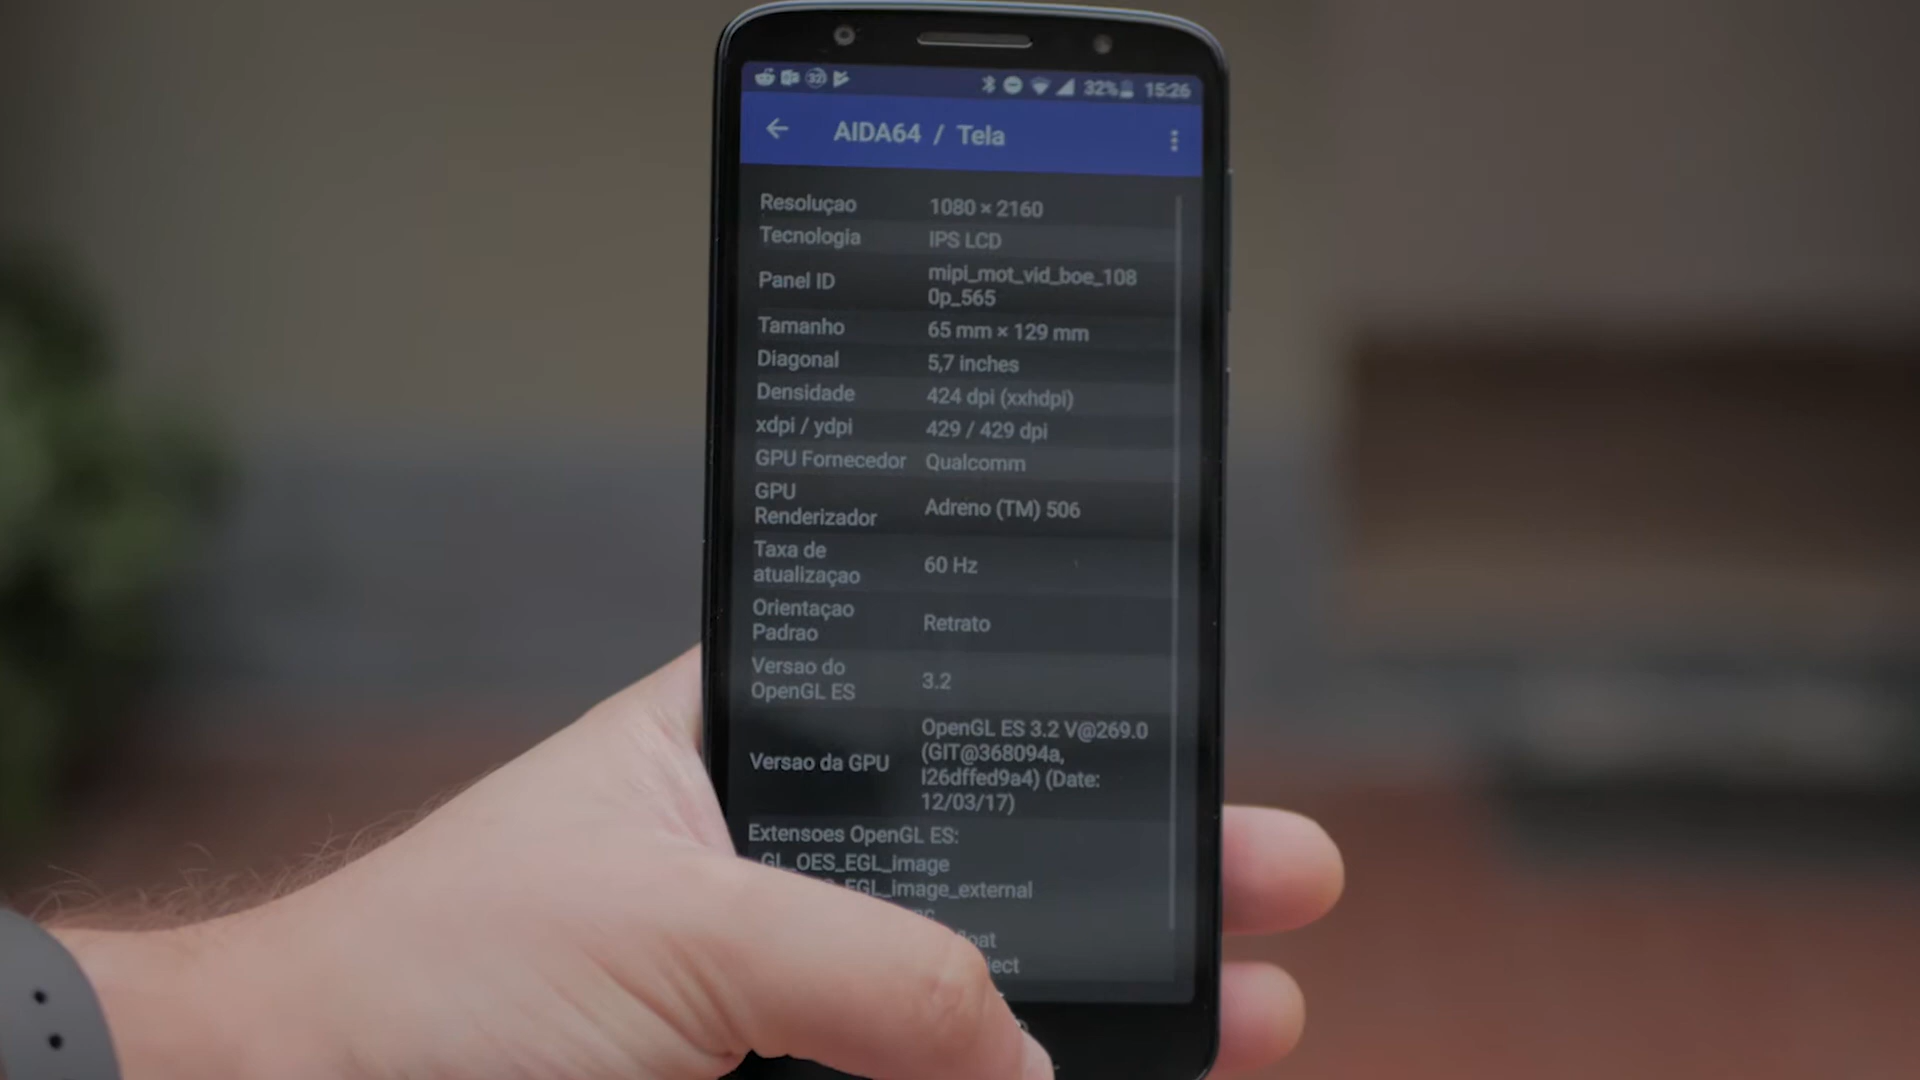 32% 15:26
AIDA64 / Tela
Resoluçao 1080 × 2160
Tecnologia IPS LCD
Panel ID mipi_mot_vid_boe_108
0p_565
Tamanho 65 mm × 129 mm
Diagonal 5,7 inches
Densidade 424 dpi (xxhdpi)
xdpi / ydpi 429 / 429 dpi
GPU Fornecedor Qualcomm
GPU
Renderizador Adreno (TM) 506
Taxa de
atualizaçao 60 Hz
Orientaçao
Padrao Retrato
Versao do
OpenGL ES 3.2
Versao da GPU OpenGL ES 3.2 V@269.0
(GIT@368094a,
I26dffed9a4) (Date:
12/03/17)
Extensoes OpenGL ES:
GL_OES_EGL_image
EGL_image_external